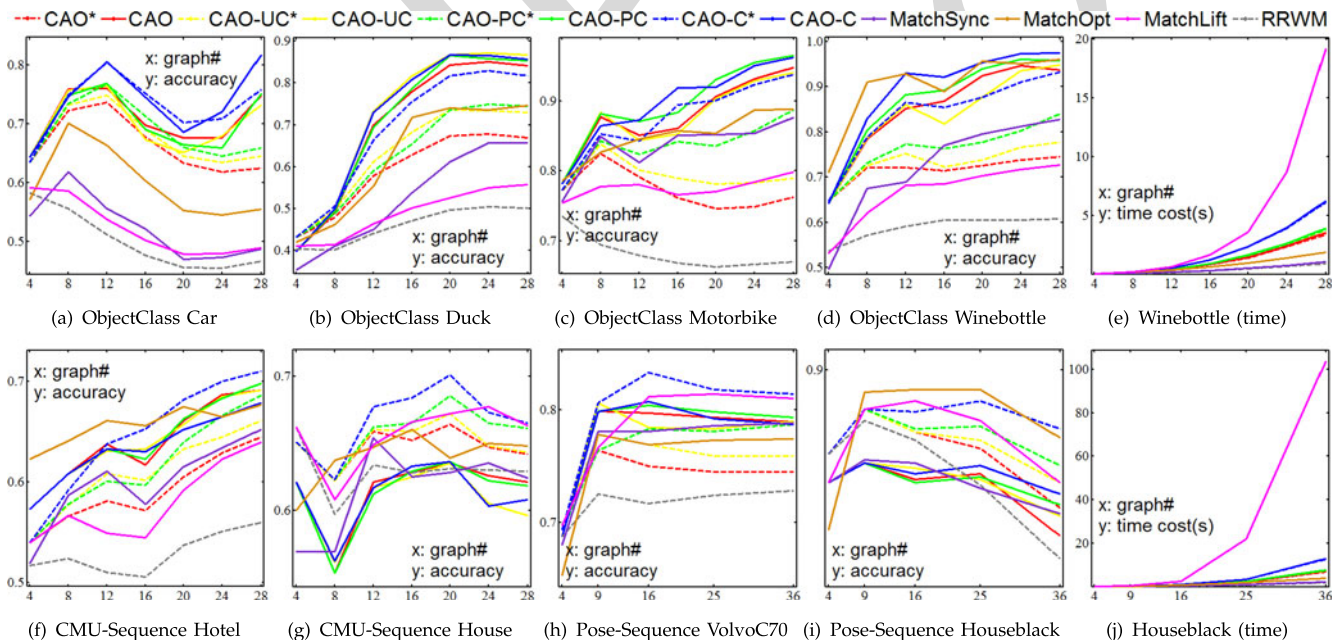 CAO* CAO CAO-UC* CAO-UC CAO-PC* CAO-PC CAO-C* CAO-C MatchSync MatchOpt MatchLift RRWM
0.8 0.7 0.6 0.5
x: graph#
y: accuracy
4 8 12 16 20 24 28
0.9 0.8 0.7 0.6 0.5 0.4
x: graph#
y: accuracy
4 8 12 16 20 24 28
0.9 0.8 0.7
x: graph#
y: accuracy
4 8 12 16 20 24 28
1.0 0.9 0.8 0.7 0.6 0.5
x: graph#
y: accuracy
4 8 12 16 20 24 28
20 15 10 5
x: graph#
y: time cost(s)
4 8 12 16 20 24 28
(a) ObjectClass Car
(b) ObjectClass Duck
(c) ObjectClass Motorbike
(d) ObjectClass Winebottle
(e) Winebottle (time)
0.7 0.6 0.5
x: graph#
y: accuracy
4 8 12 16 20 24 28
0.7 0.6
x: graph#
y: accuracy
4 8 12 16 20 24 28
0.8 0.7
x: graph#
y: accuracy
4 9 16 25 36
0.9
x: graph#
y: accuracy
4 9 16 25 36
100 80 60 40 20
x: graph#
y: time cost(s)
4 9 16 25 36
(f) CMU-Sequence Hotel
(g) CMU-Sequence House
(h) Pose-Sequence VolvoC70
(i) Pose-Sequence Houseblack
(j) Houseblack (time)